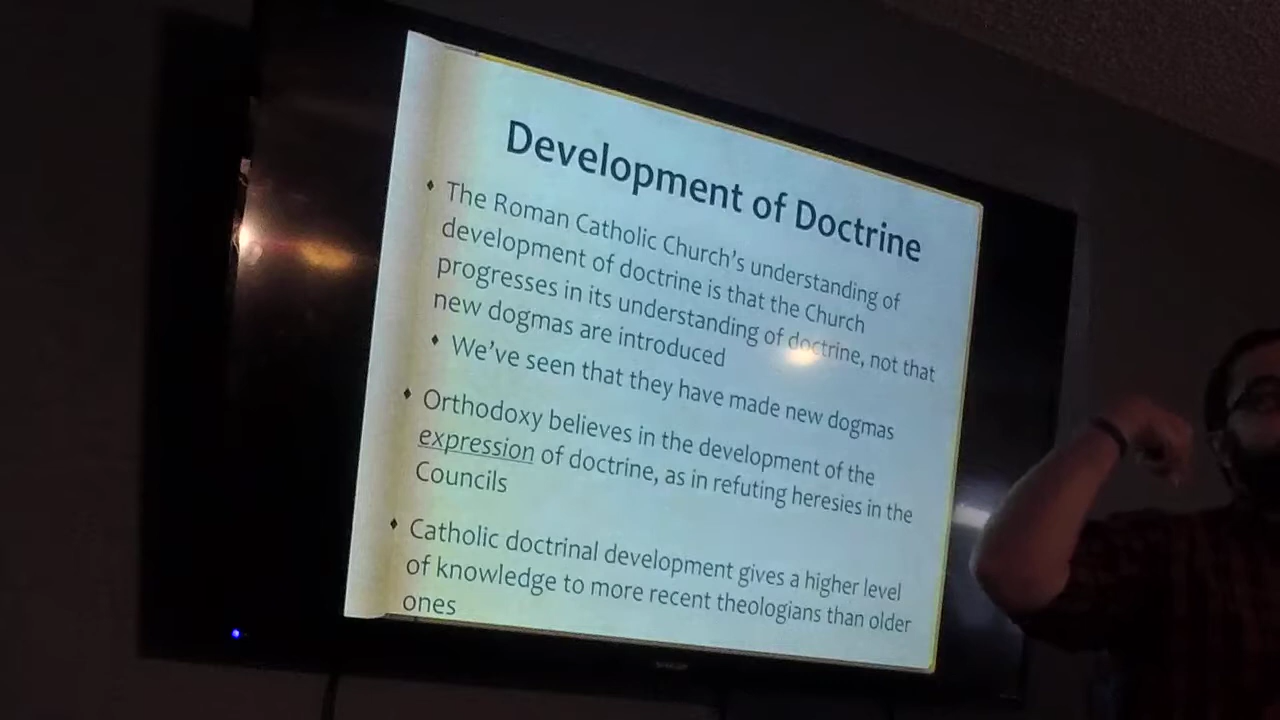 Development of Doctrine
• The Roman Catholic Church's understanding of
development of doctrine is that the Church
progresses in its understanding of doctrine, not that
new dogmas are introduced
• We've seen that they have made new dogmas
• Orthodoxy believes in the development of the
expression of doctrine, as in refuting heresies in the
Councils
• Catholic doctrinal development gives a higher level
of knowledge to more recent theologians than older
ones